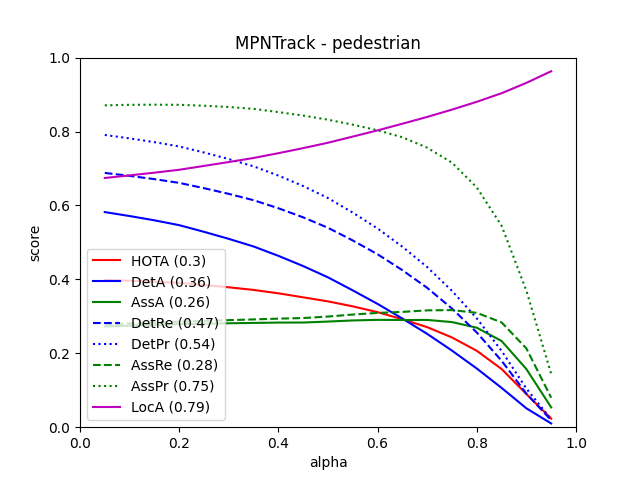 MPNTrack - pedestrian
1.0
0.8
0.6
0.4
0.2
0.0
score
HOTA (0.3)
DetA (0.36)
AssA (0.26)
DetRe (0.47)
DetPr (0.54)
AssRe (0.28)
AssPr (0.75)
LocA (0.79)
0.0 0.2 0.4 0.6 0.8 1.0
alpha